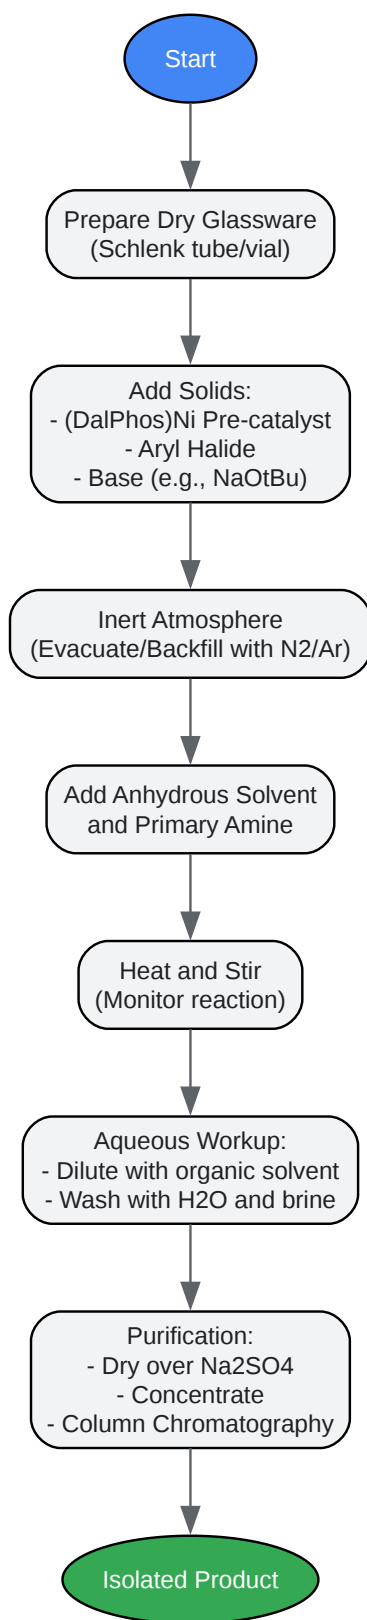 Start
Prepare Dry Glassware
(Schlenk tube/vial)
Add Solids:
- (DalPhos)Ni Pre-catalyst
- Aryl Halide
- Base (e.g., NaOtBu)
Inert Atmosphere
(Evacuate/Backfill with N2/Ar)
Add Anhydrous Solvent
and Primary Amine
Heat and Stir
(Monitor reaction)
Aqueous Workup:
- Dilute with organic solvent
- Wash with H2O and brine
Purification:
- Dry over Na2SO4
- Concentrate
- Column Chromatography
Isolated Product